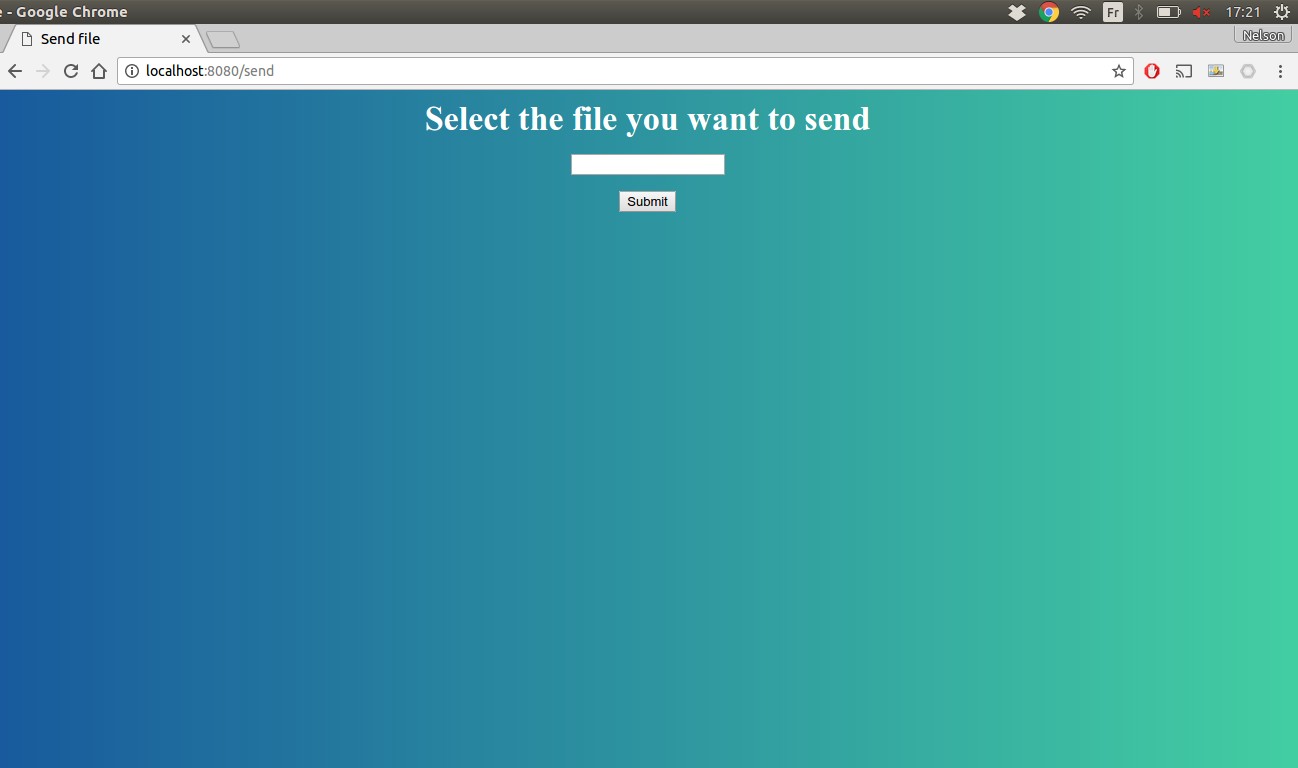 e - Google Chrome
Fr
17:21
Send file
Nelson
localhost:8080/send
Select the file you want to send
Submit